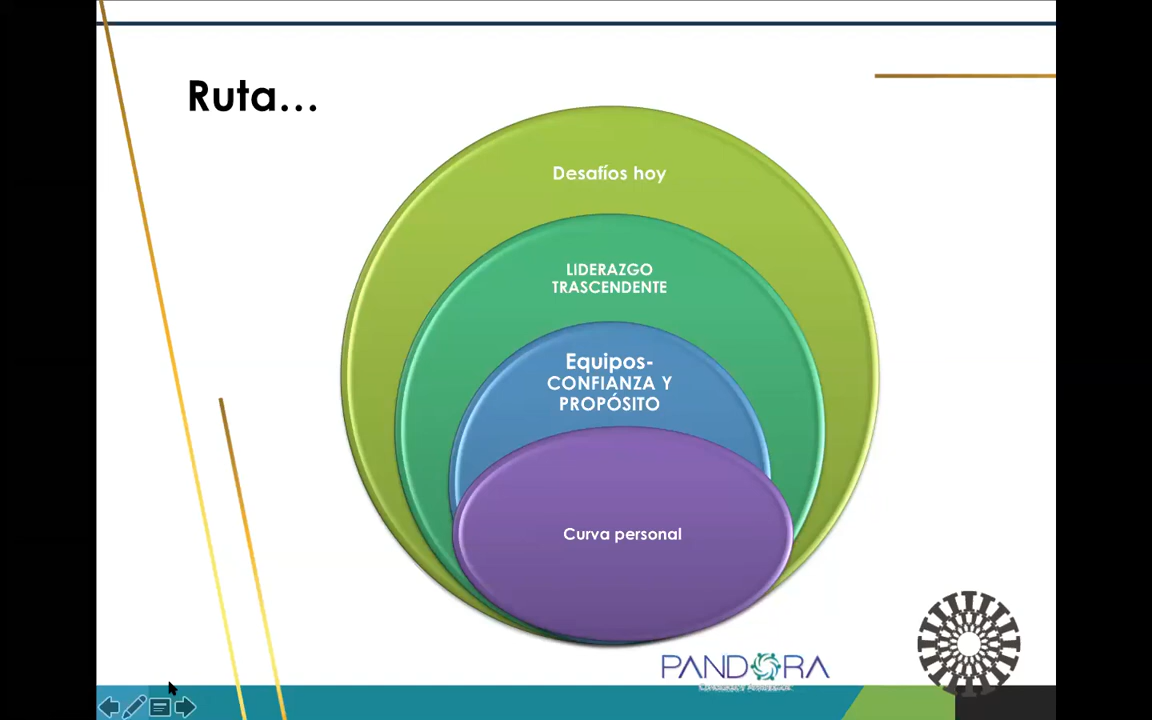 Ruta...
Desafíos hoy
LIDERAZGO
TRASCENDENTE
Equipos-
CONFIANZA Y
PROPÓSITO
Curva personal
PANDORA